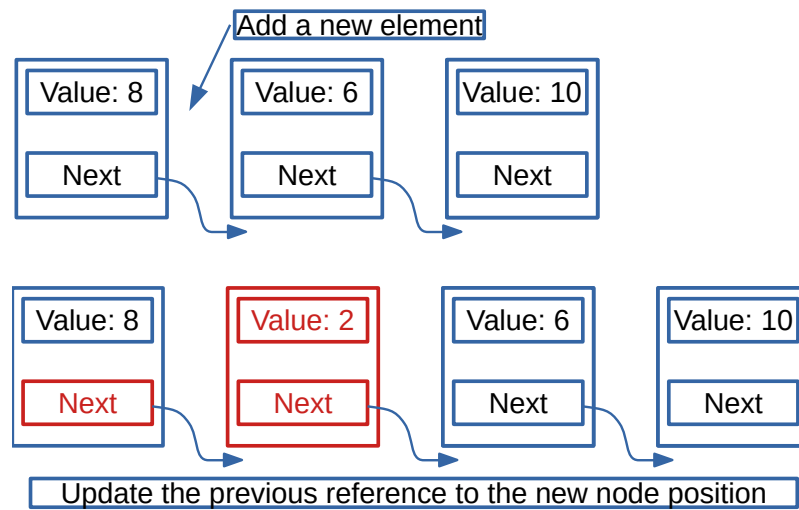 Add a new element
Value: 8
Value: 6
Value: 10
Next
Next
Next
Value: 8
Value: 2
Value: 6
Value: 10
Next
Next
Next
Next
Update the previous reference to the new node position